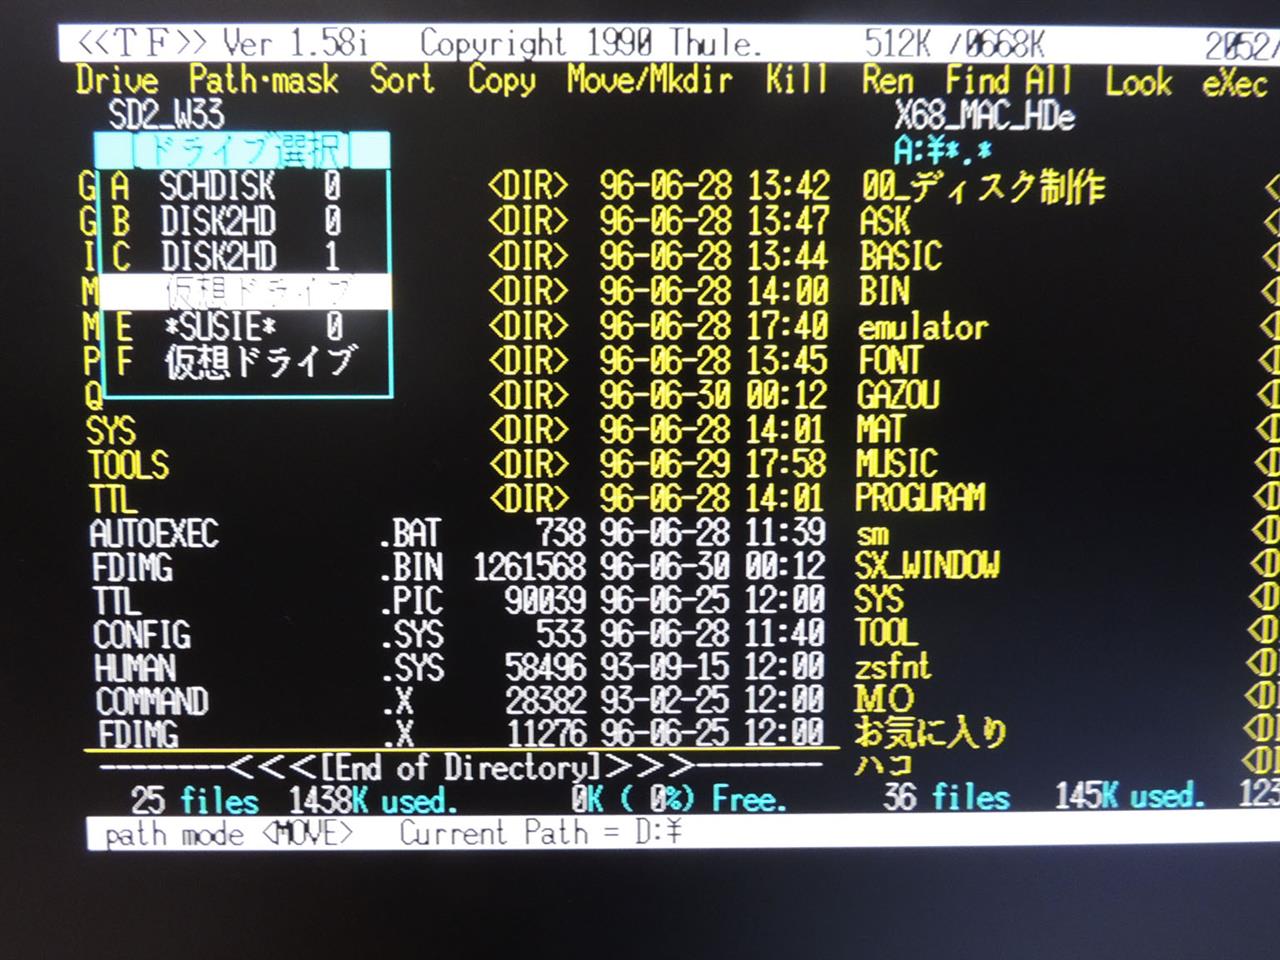 <<TF>> Ver 1.58i Copyright 1990 Thule. 512K /0668K 2052/
Drive Path･mask Sort Copy Move/Mkdir Kill Ren Find All Look eXec
SD2_W33 X68_MAC_HDe
[ドライブ選択] A:¥*.*
G A SCHDISK 0 <DIR> 96-06-28 13:42 00_ディスク制作 <
G B DISK2HD 0 <DIR> 96-06-28 13:47 ASK <
I C DISK2HD 1 <DIR> 96-06-28 13:44 BASIC <
M 仮想ドライブ <DIR> 96-06-28 14:00 BIN <
M E *SUSIE* 0 <DIR> 96-06-28 17:40 emulator <
P F 仮想ドライブ <DIR> 96-06-28 13:45 FONT <
Q <DIR> 96-06-30 00:12 GAZOU <D
SYS <DIR> 96-06-28 14:01 MAT <D
TOOLS <DIR> 96-06-29 17:58 MUSIC <D
TTL <DIR> 96-06-28 14:01 PROGURAM <D
AUTOEXEC .BAT 738 96-06-28 11:39 sm <D
FDIMG .BIN 1261568 96-06-30 00:12 SX_WINDOW <D
TTL .PIC 90039 96-06-25 12:00 SYS <D
CONFIG .SYS 533 96-06-28 11:40 TOOL <D
HUMAN .SYS 58496 93-09-15 12:00 zsfnt <DI
COMMAND .X 28382 93-02-25 12:00 MO <DI
FDIMG .X 11276 96-06-25 12:00 お気に入り <DI
--------<<<[End of Directory]>>>-------- ハコ <DI
25 files 1438K used. 0K ( 0%) Free. 36 files 145K used. 123
path mode <MOVE> Current Path = D:¥